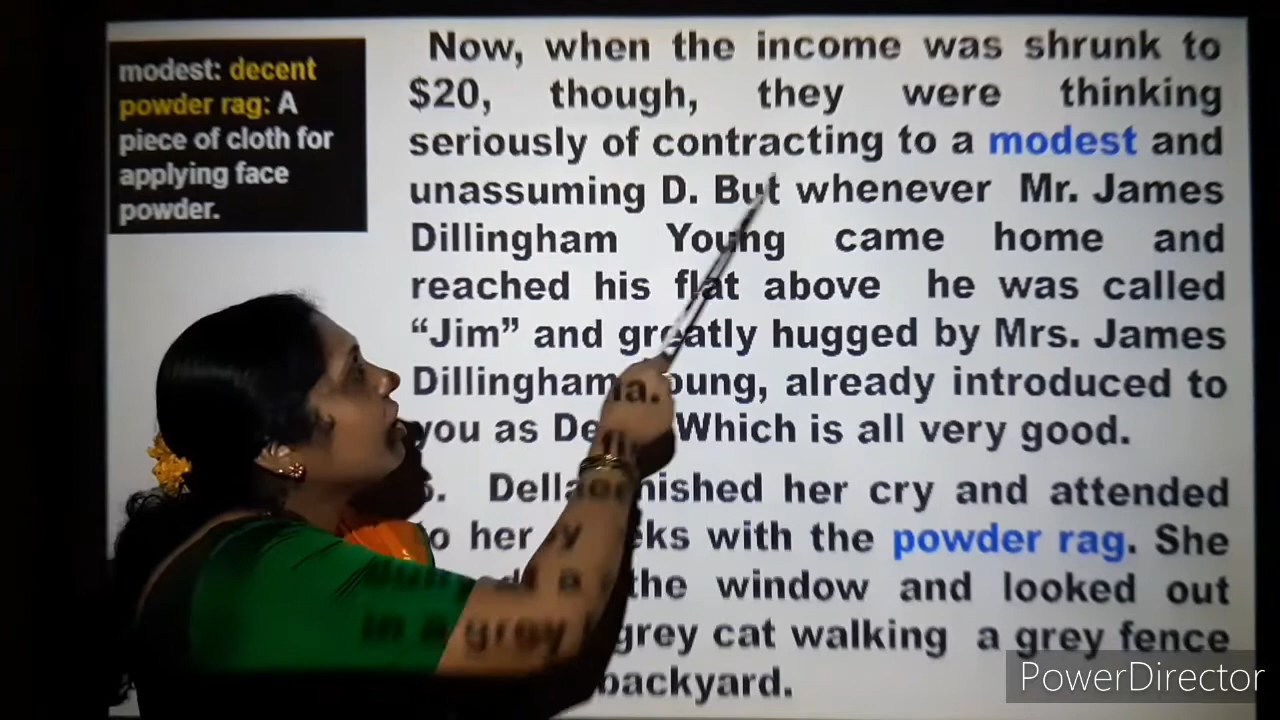 modest: decent
powder rag: A
piece of cloth for
applying face
powder.
Now, when the income was shrunk to
$20, though, they were thinking
seriously of contracting to a modest and
unassuming D. But whenever Mr. James
Dillingham Young came home and
reached his flat above he was called
“Jim” and greatly hugged by Mrs. James
Dillingham Young, already introduced to
you as Which is all very good.
her cry and attended
her with the powder rag. She
the window and looked out
grey cat walking a grey fence
backyard.
PowerDirector